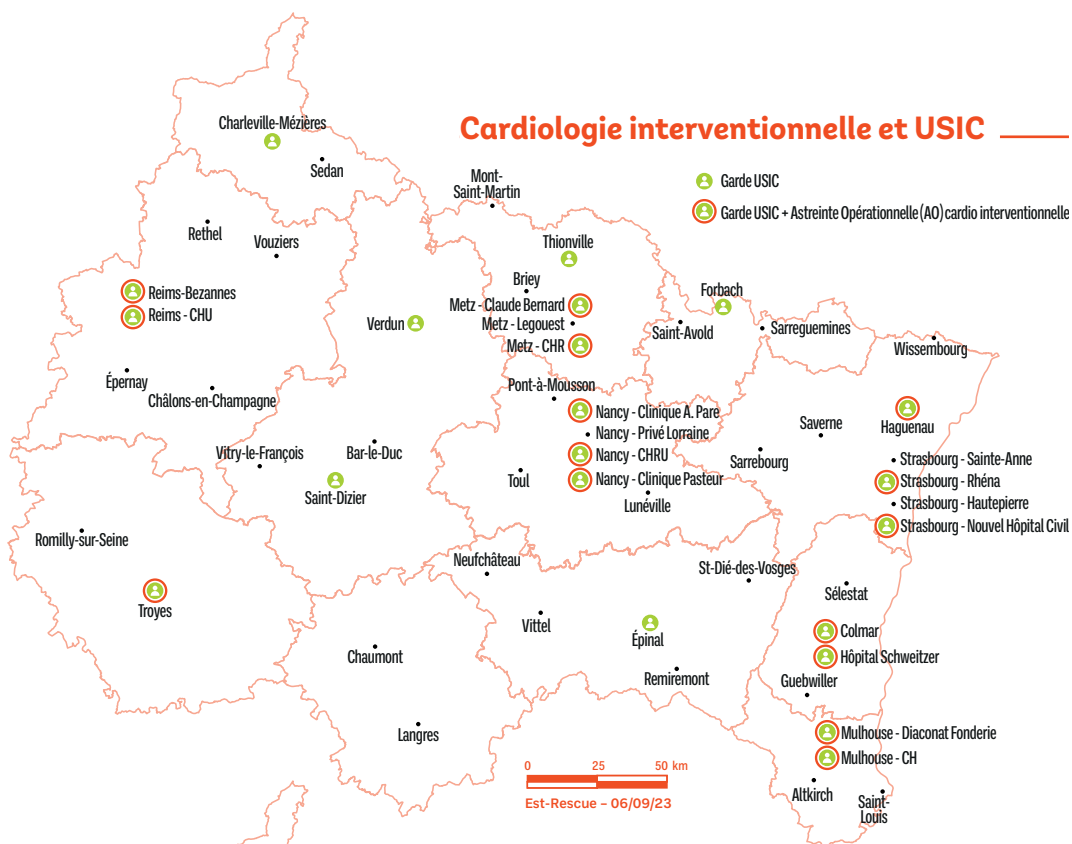 Cardiologie interventionnelle et USIC
Garde USIC
Garde USIC + Astreinte Opérationnelle (AO) cardio interventionnelle
Charleville-Mézières
Sedan
Mont-
Saint-Martin
Rethel
Vouziers
Thionville
Briey
Forbach
Reims-Bezannes
Reims - CHU
Metz - Claude Bernard
Metz - Legouest
Metz - CHR
Verdun
Saint-Avold
Sarreguemines
Wissembourg
Épernay
Châlons-en-Champagne
Pont-à-Mousson
Nancy - Clinique A. Pare
Nancy - Privé Lorraine
Nancy - CHRU
Nancy - Clinique Pasteur
Toul
Lunéville
Haguenau
Saverne
Sarrebourg
Strasbourg - Sainte-Anne
Strasbourg - Rhéna
Strasbourg - Hautepierre
Strasbourg - Nouvel Hôpital Civil
Vitry-le-François
Bar-le-Duc
Saint-Dizier
Romilly-sur-Seine
Troyes
Neufchâteau
St-Dié-des-Vosges
Vittel
Épinal
Remiremont
Sélestat
Colmar
Hôpital Schweitzer
Guebwiller
Chaumont
Langres
Mulhouse - Diaconat Fonderie
Mulhouse - CH
Altkirch
Saint-
Louis
0 25 50 km
Est-Rescue – 06/09/23